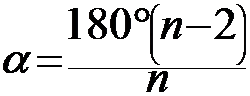 α = 180°(n−2) / n